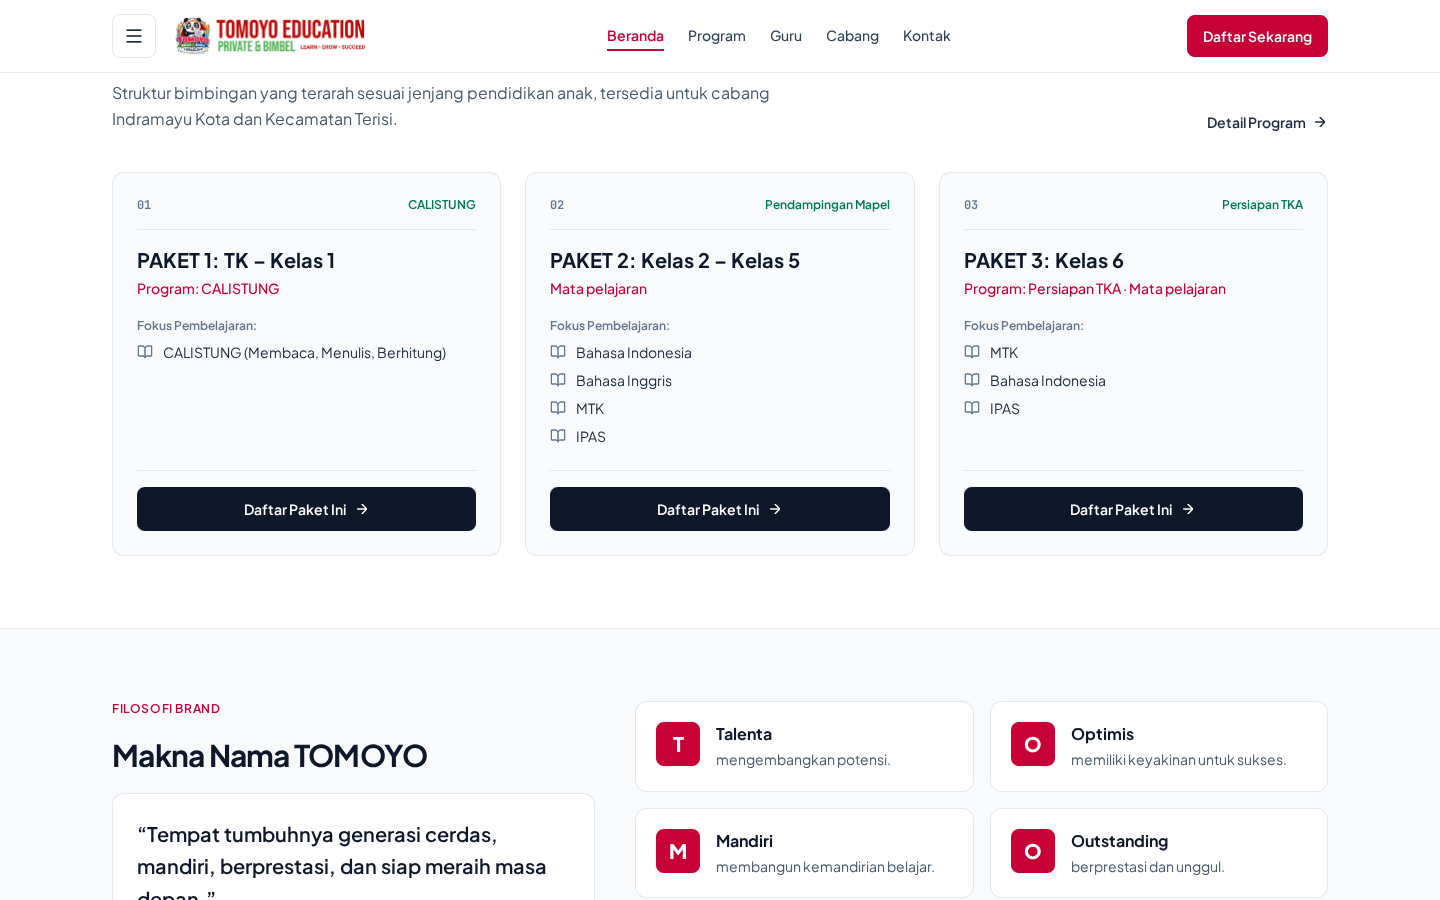 TOMOYO EDUCATION
PRIVATE & BIMBEL LEARN • GROW • SUCCEED
Beranda
Program
Guru
Cabang
Kontak
Daftar Sekarang
Struktur bimbingan yang terarah sesuai jenjang pendidikan anak, tersedia untuk cabang
Indramayu Kota dan Kecamatan Terisi.
Detail Program
01
CALISTUNG
PAKET 1: TK – Kelas 1
Program: CALISTUNG
Fokus Pembelajaran:
CALISTUNG (Membaca, Menulis, Berhitung)
Daftar Paket Ini
02
Pendampingan Mapel
PAKET 2: Kelas 2 – Kelas 5
Mata pelajaran
Fokus Pembelajaran:
Bahasa Indonesia
Bahasa Inggris
MTK
IPAS
Daftar Paket Ini
03
Persiapan TKA
PAKET 3: Kelas 6
Program: Persiapan TKA · Mata pelajaran
Fokus Pembelajaran:
MTK
Bahasa Indonesia
IPAS
Daftar Paket Ini
FILOSOFI BRAND
Makna Nama TOMOYO
“Tempat tumbuhnya generasi cerdas,
mandiri, berprestasi, dan siap meraih masa
depan.”
T
Talenta
mengembangkan potensi.
O
Optimis
memiliki keyakinan untuk sukses.
M
Mandiri
membangun kemandirian belajar.
O
Outstanding
berprestasi dan unggul.